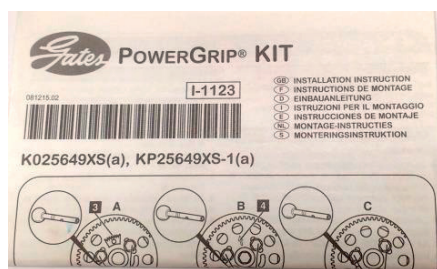 Gates POWERGRIP® KIT
GB INSTALLATION INSTRUCTION
F INSTRUCTIONS DE MONTAGE
D EINBAUANLEITUNG
I ISTRUZIONI PER IL MONTAGGIO
E INSTRUCCIONES DE MONTAJE
NL MONTAGE-INSTRUCTIES
S MONTERINGSINSTRUKTION
I-1123
081215.02
K025649XS(a), KP25649XS-1(a)
3 A B 4 C